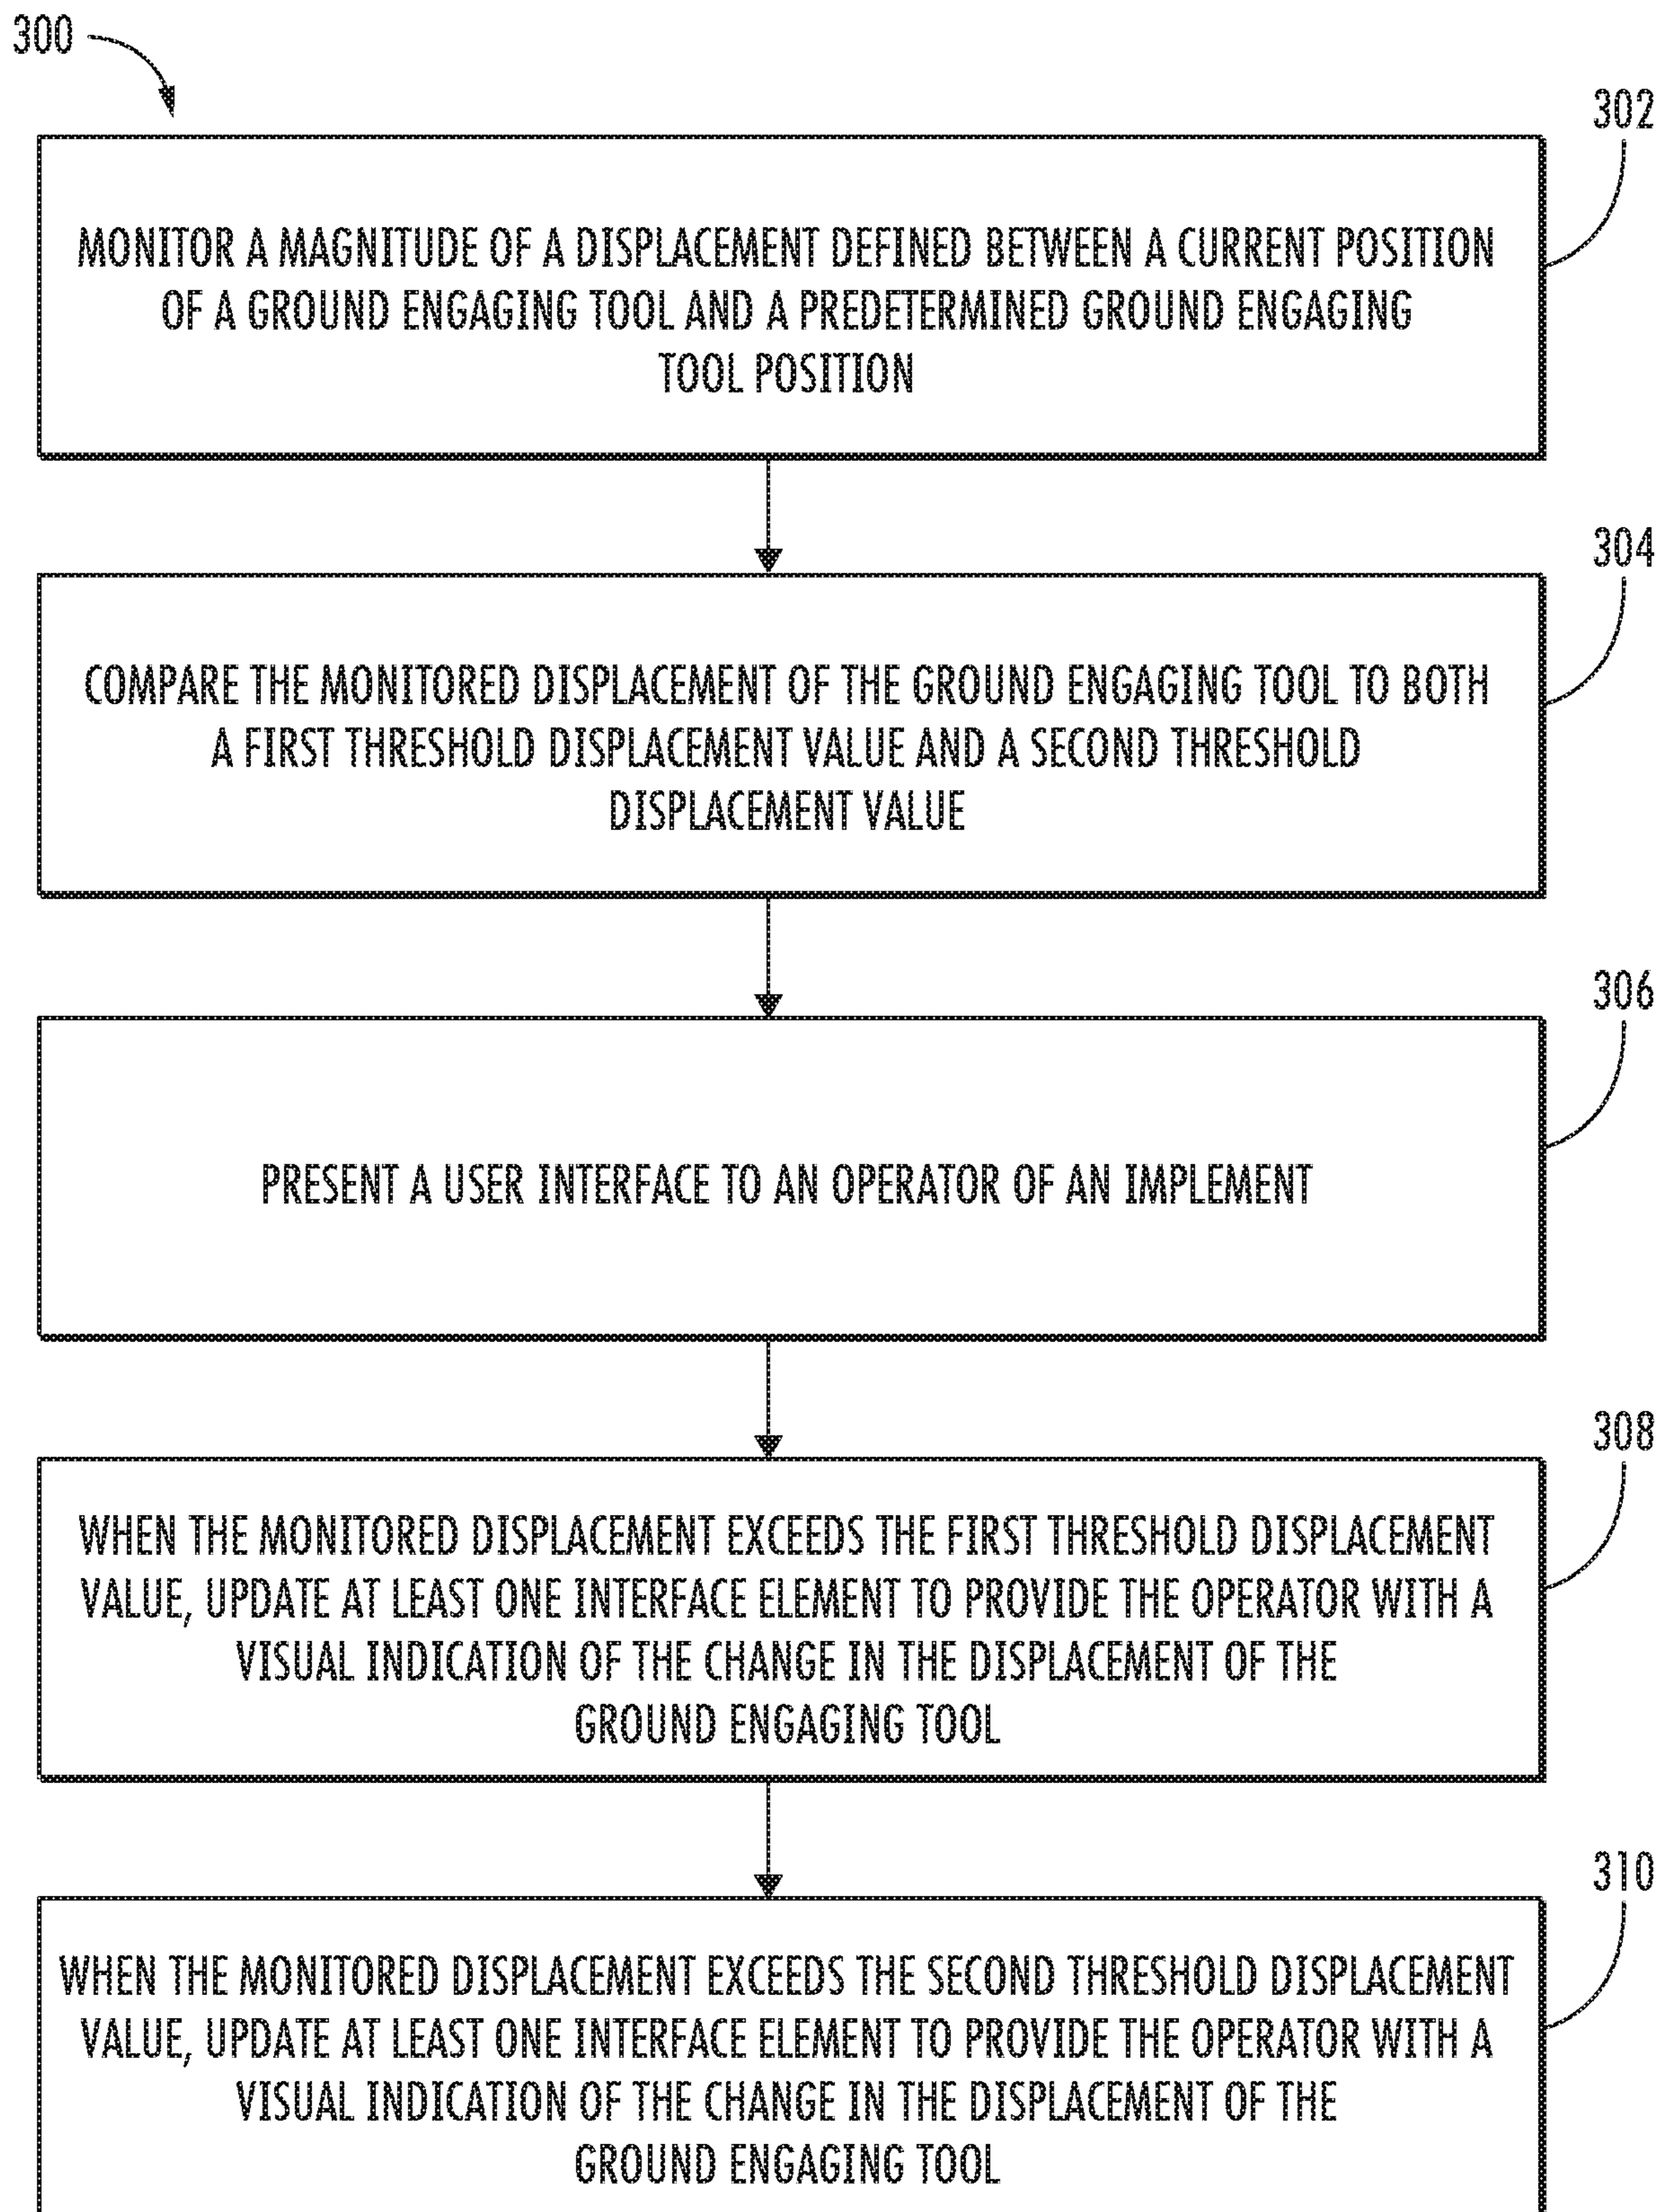 300
302
MONITOR A MAGNITUDE OF A DISPLACEMENT DEFINED BETWEEN A CURRENT POSITION
OF A GROUND ENGAGING TOOL AND A PREDETERMINED GROUND ENGAGING
TOOL POSITION
304
COMPARE THE MONITORED DISPLACEMENT OF THE GROUND ENGAGING TOOL TO BOTH
A FIRST THRESHOLD DISPLACEMENT VALUE AND A SECOND THRESHOLD
DISPLACEMENT VALUE
306
PRESENT A USER INTERFACE TO AN OPERATOR OF AN IMPLEMENT
308
WHEN THE MONITORED DISPLACEMENT EXCEEDS THE FIRST THRESHOLD DISPLACEMENT
VALUE, UPDATE AT LEAST ONE INTERFACE ELEMENT TO PROVIDE THE OPERATOR WITH A
VISUAL INDICATION OF THE CHANGE IN THE DISPLACEMENT OF THE
GROUND ENGAGING TOOL
310
WHEN THE MONITORED DISPLACEMENT EXCEEDS THE SECOND THRESHOLD DISPLACEMENT
VALUE, UPDATE AT LEAST ONE INTERFACE ELEMENT TO PROVIDE THE OPERATOR WITH A
VISUAL INDICATION OF THE CHANGE IN THE DISPLACEMENT OF THE
GROUND ENGAGING TOOL